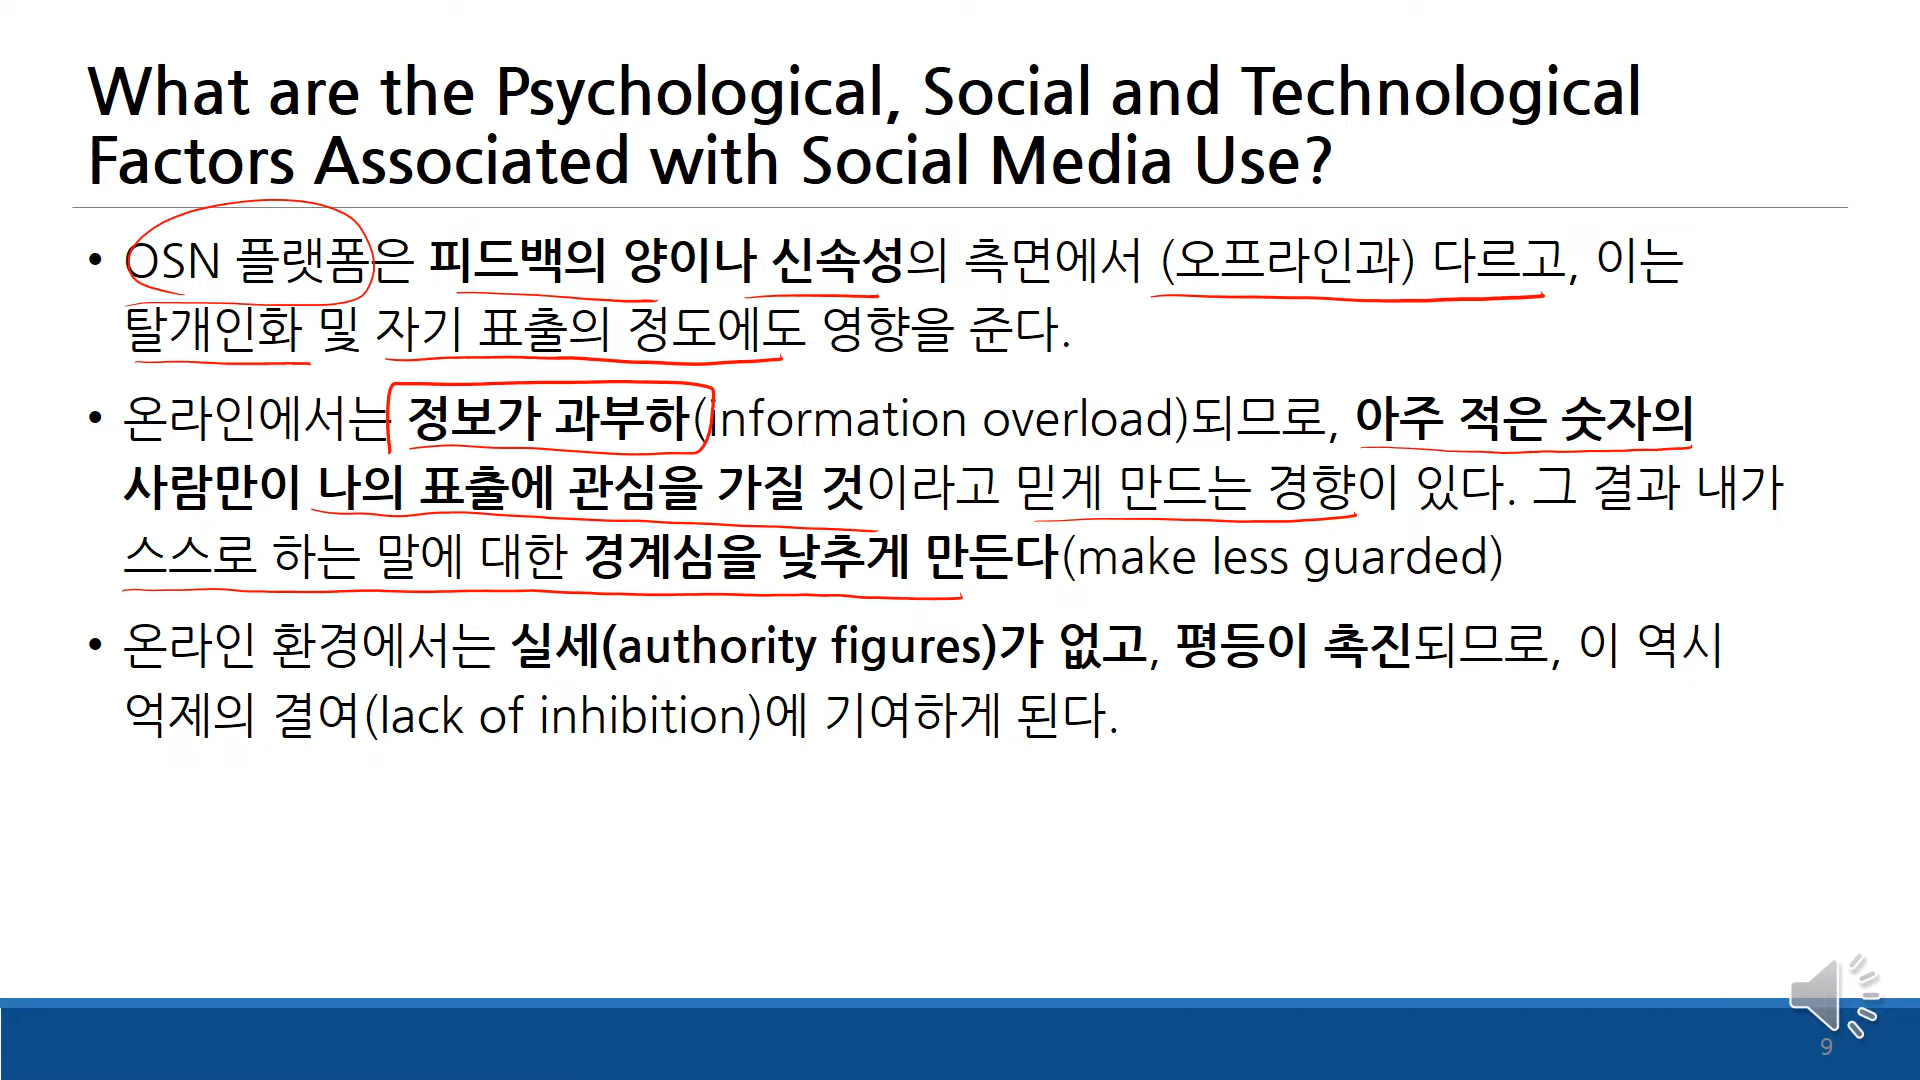 What are the Psychological, Social and Technological
Factors Associated with Social Media Use?
• OSN 플랫폼은 피드백의 양이나 신속성의 측면에서 (오프라인과) 다르고, 이는
탈개인화 및 자기 표출의 정도에도 영향을 준다.
• 온라인에서는 정보가 과부하(information overload)되므로, 아주 적은 숫자의
사람만이 나의 표출에 관심을 가질 것이라고 믿게 만드는 경향이 있다. 그 결과 내가
스스로 하는 말에 대한 경계심을 낮추게 만든다(make less guarded)
• 온라인 환경에서는 실세(authority figures)가 없고, 평등이 촉진되므로, 이 역시
억제의 결여(lack of inhibition)에 기여하게 된다.
9